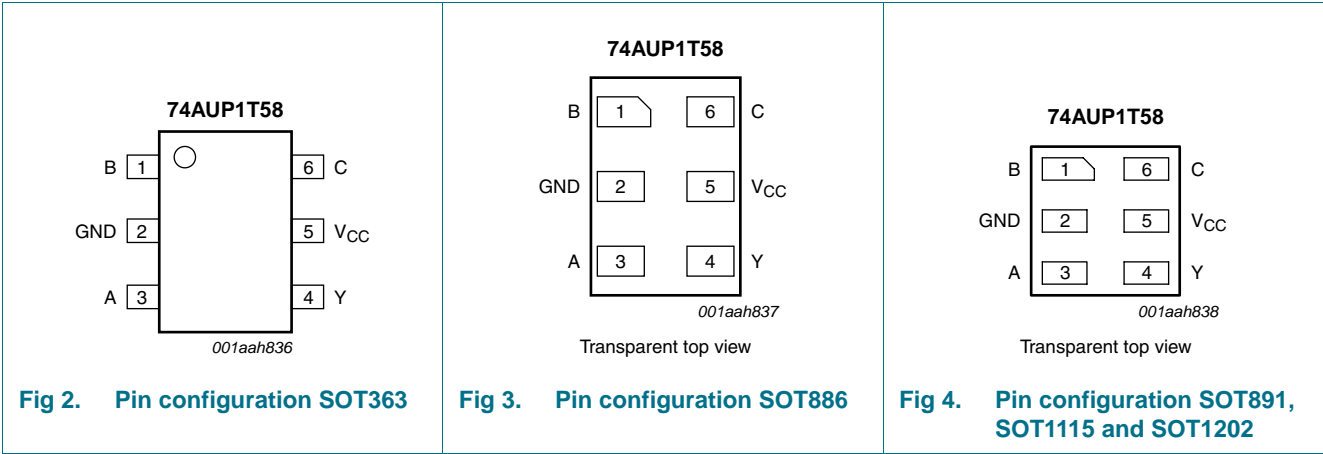 74AUP1T58
B 1 6 C
GND 2 5 VCC
A 3 4 Y
001aah836
Fig 2. Pin configuration SOT363
74AUP1T58
B 1 6 C
GND 2 5 VCC
A 3 4 Y
001aah837
Transparent top view
Fig 3. Pin configuration SOT886
74AUP1T58
B 1 6 C
GND 2 5 VCC
A 3 4 Y
001aah838
Transparent top view
Fig 4. Pin configuration SOT891,
SOT1115 and SOT1202